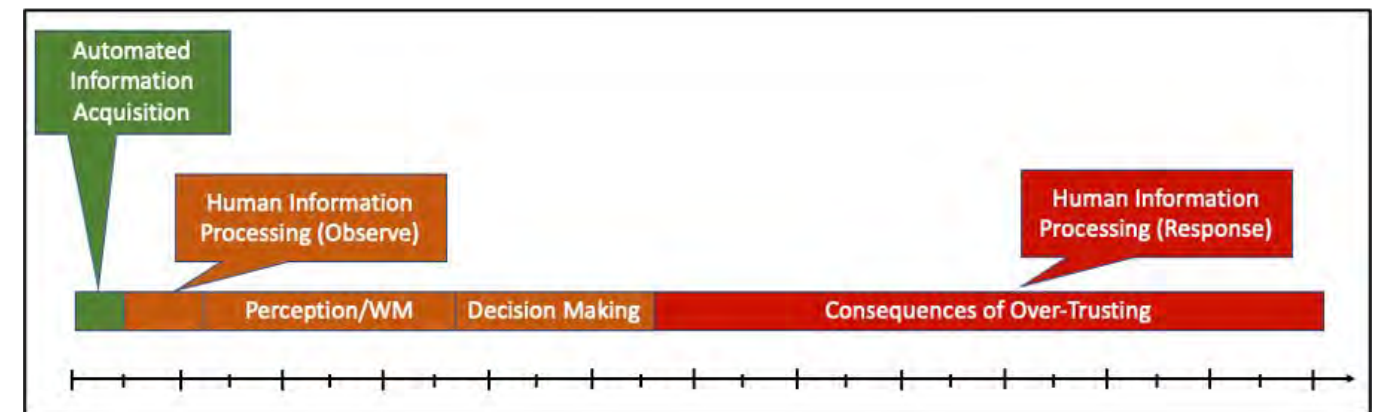 Automated
Information
Acquisition
Human Information
Processing (Observe)
Human Information
Processing (Response)
Perception/WM
Decision Making
Consequences of Over-Trusting